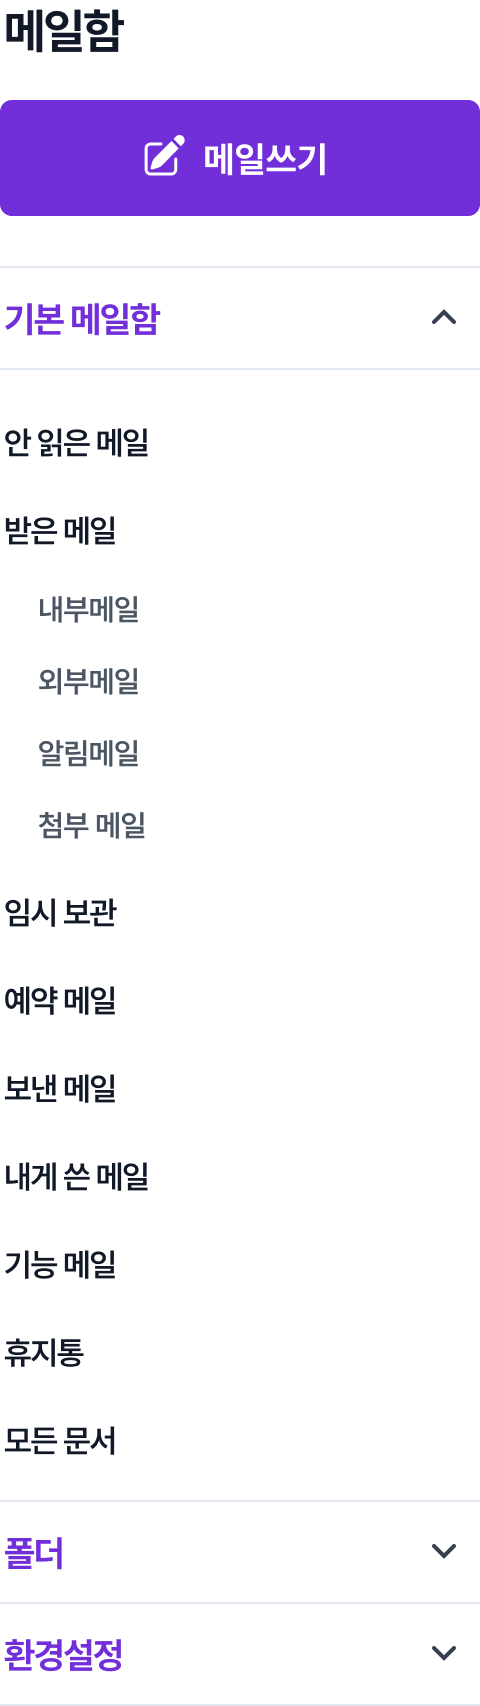 메일함
메일쓰기
기본 메일함
안 읽은 메일
받은 메일
내부메일
외부메일
알림메일
첨부 메일
임시 보관
예약 메일
보낸 메일
내게 쓴 메일
기능 메일
휴지통
모든 문서
폴더
환경설정